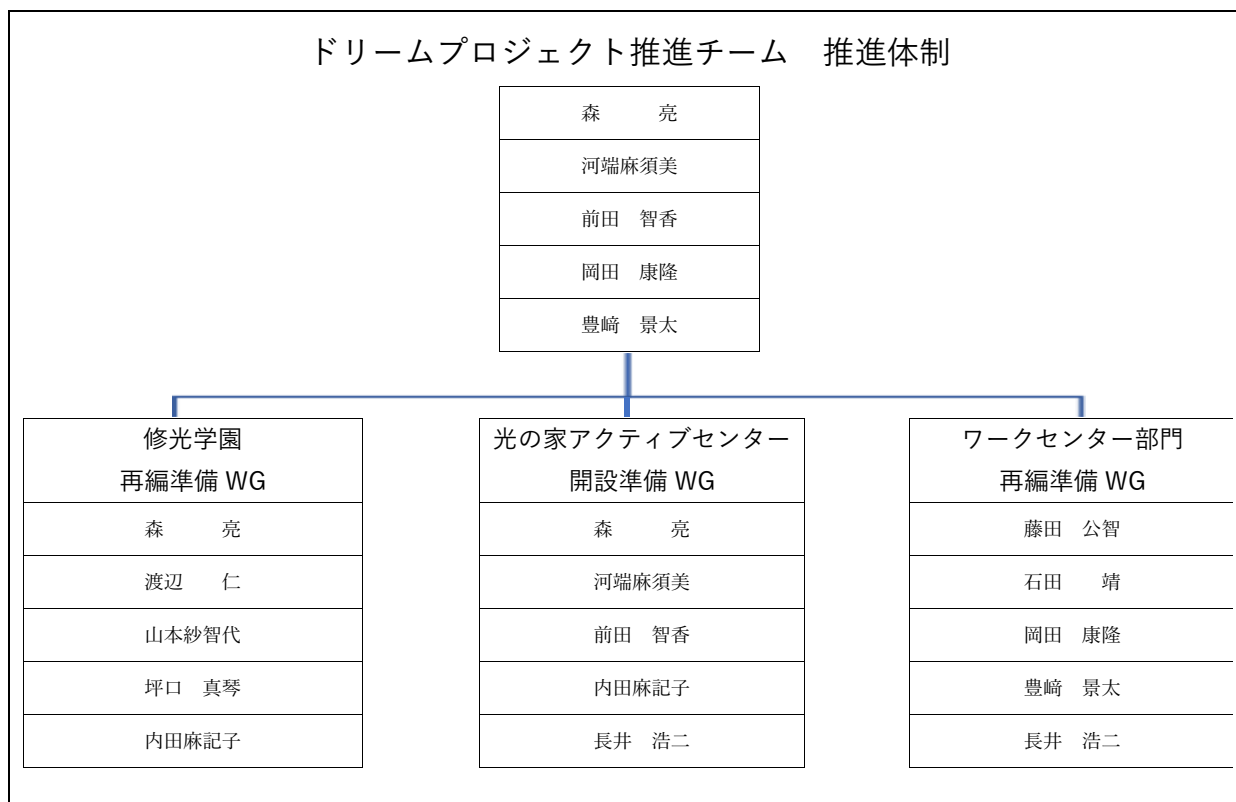 ドリームプロジェクト推進チーム　推進体制
森　　　亮
河端麻須美
前田　智香
岡田　康隆
豊﨑　景太
修光学園
再編準備 WG
森　　　亮
渡辺　　仁
山本紗智代
坪口　真琴
内田麻記子
光の家アクティブセンター
開設準備 WG
森　　　亮
河端麻須美
前田　智香
内田麻記子
長井　浩二
ワークセンター部門
再編準備 WG
藤田　公智
石田　　靖
岡田　康隆
豊﨑　景太
長井　浩二